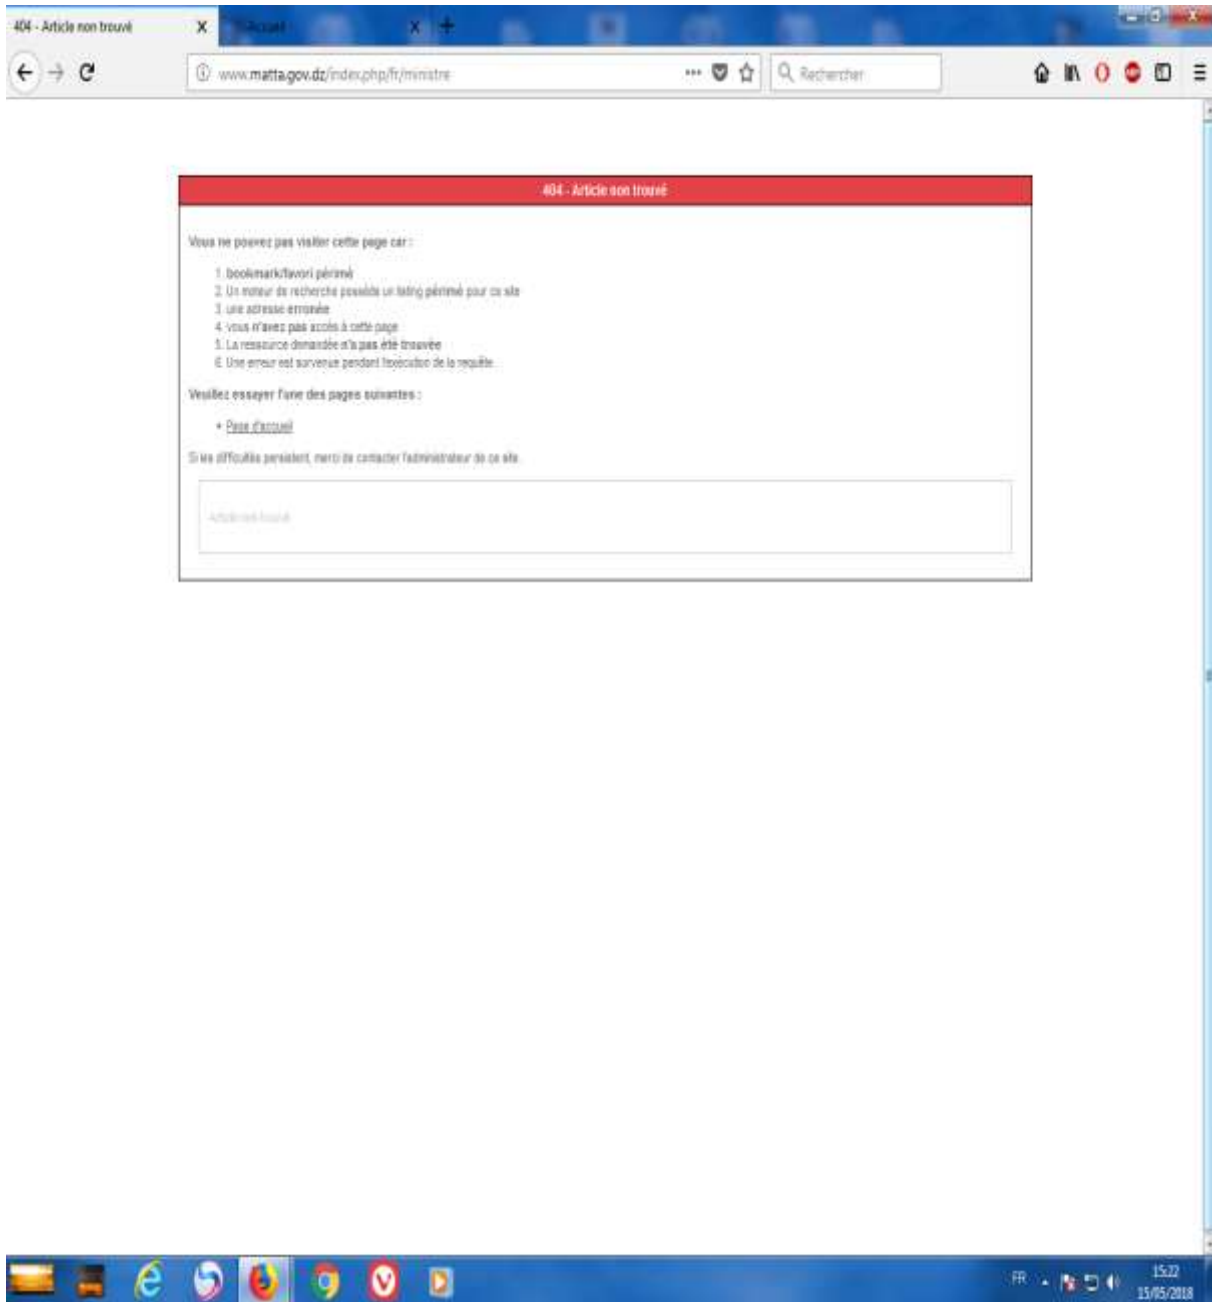 404 - Article non trouvé
Accueil
www.matta.gov.dz/index.php/fr/ministre
Rechercher
404 - Article non trouvé
Vous ne pouvez pas visiter cette page car :
1. bookmark/favori périmé
2. Un moteur de recherche possède un listing périmé pour ce site
3. une adresse erronée
4. vous n'avez pas accès à cette page
5. La ressource demandée n'a pas été trouvée
6. Une erreur est survenue pendant l'exécution de la requête.
Veuillez essayer l'une des pages suivantes :
Page d'accueil
Si les difficultés persistent, merci de contacter l'administrateur de ce site.
Article non trouvé
FR
15:22
15/05/2018